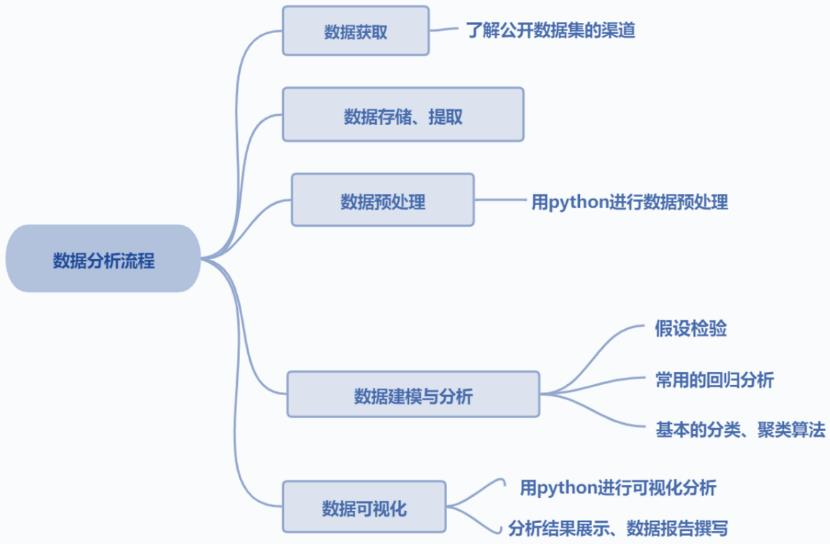 数据获取
了解公开数据集的渠道
数据存储、提取
数据预处理
用python进行数据预处理
数据分析流程
假设检验
常用的回归分析
数据建模与分析
基本的分类、聚类算法
用python进行可视化分析
数据可视化
分析结果展示、数据报告撰写